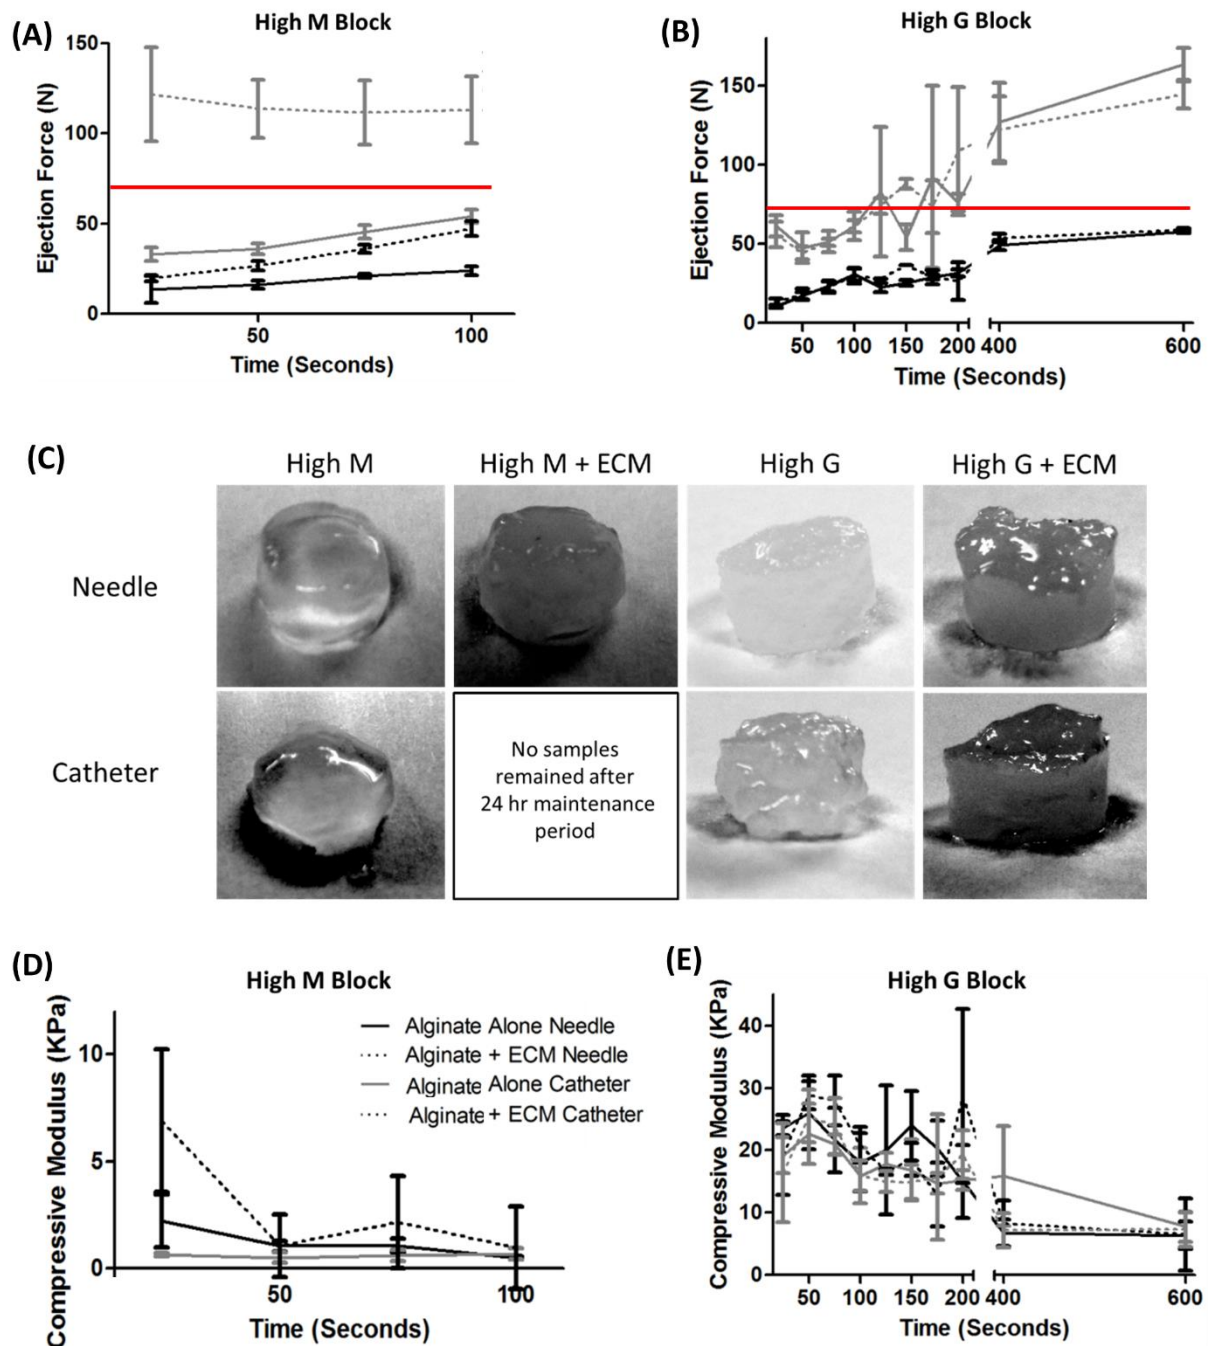 (A)
High M Block
150
100
50
0
Ejection Force (N)
50
100
Time (Seconds)
(B)
High G Block
150
100
50
0
Ejection Force (N)
50 100 150 200 400 600
Time (Seconds)
(C)
High M
High M + ECM
High G
High G + ECM
Needle
Catheter
No samples
remained after
24 hr maintenance
period
(D)
High M Block
10
5
0
Compressive Modulus (KPa)
Alginate Alone Needle
Alginate + ECM Needle
Alginate Alone Catheter
Alginate + ECM Catheter
50
100
Time (Seconds)
(E)
High G Block
40
30
20
10
0
Compressive Modulus (KPa)
50 100 150 200 400 600
Time (Seconds)